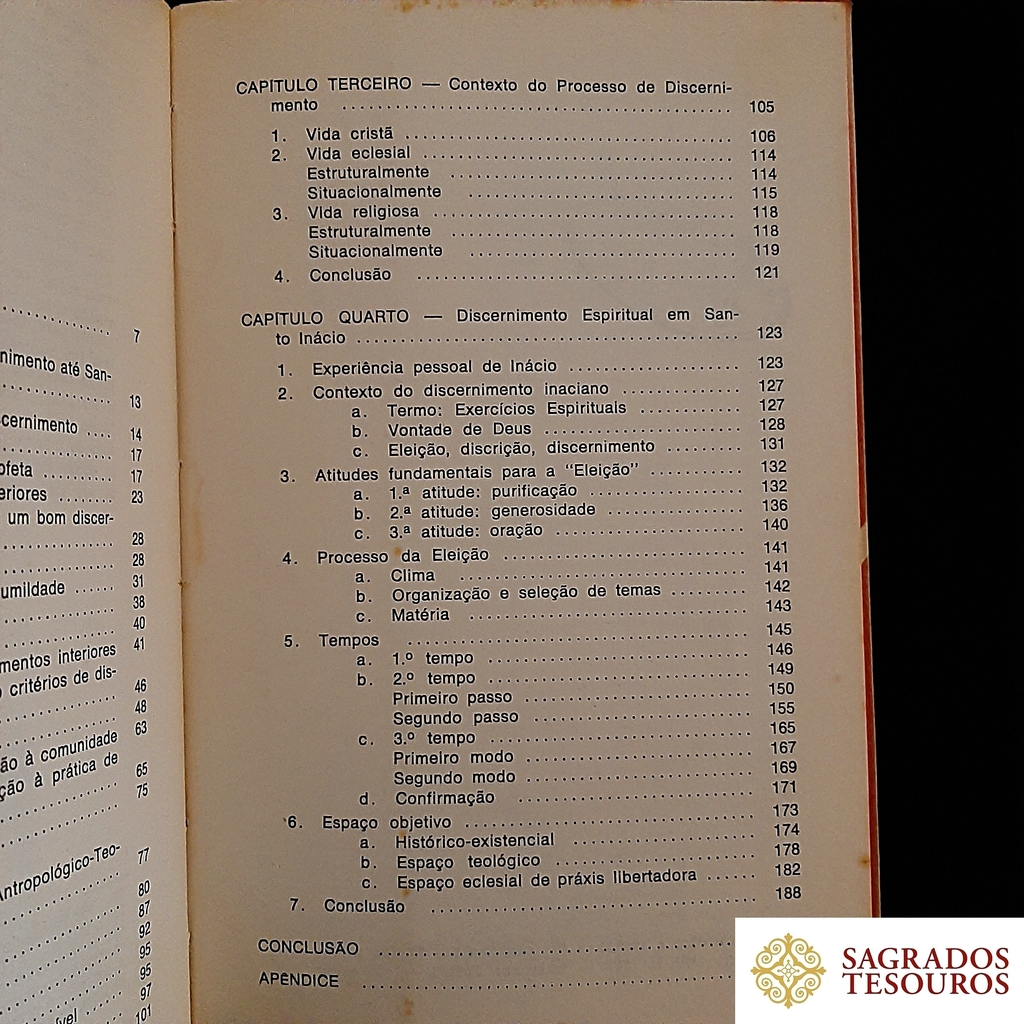 7
nimento até San-
13
cernimento .... 14
17
ofeta .......... 17
eriores ........ 23
um bom discer-
28
28
umildade ...... 31
38
40
41
mentos interiores
critérios de dis-
46
48
63
ão à comunidade
ção à prática de
65
75
Antropológico-Teo-
77
80
87
92
95
95
97
ível 101
CAPITULO TERCEIRO — Contexto do Processo de Discerni-
mento .......... 105
1. Vida cristã .......... 106
2. Vida eclesial .......... 114
Estruturalmente .......... 114
Situacionalmente .......... 115
3. Vida religiosa .......... 118
Estruturalmente .......... 118
Situacionalmente .......... 119
4. Conclusão .......... 121
CAPITULO QUARTO — Discernimento Espiritual em San-
to Inácio .......... 123
1. Experiência pessoal de Inácio .......... 123
2. Contexto do discernimento inaciano .......... 127
a. Termo: Exercícios Espirituais .......... 127
b. Vontade de Deus .......... 128
c. Eleição, discrição, discernimento .......... 131
3. Atitudes fundamentais para a "Eleição" .......... 132
a. 1.ª atitude: purificação .......... 132
b. 2.ª atitude: generosidade .......... 136
c. 3.ª atitude: oração .......... 140
4. Processo da Eleição .......... 141
a. Clima .......... 141
b. Organização e seleção de temas .......... 142
c. Matéria .......... 143
5. Tempos .......... 145
a. 1.º tempo .......... 146
b. 2.º tempo .......... 149
Primeiro passo .......... 150
Segundo passo .......... 155
c. 3.º tempo .......... 165
Primeiro modo .......... 167
Segundo modo .......... 169
d. Confirmação .......... 171
6. Espaço objetivo .......... 173
a. Histórico-existencial .......... 174
b. Espaço teológico .......... 178
c. Espaço eclesial de práxis libertadora .......... 182
7. Conclusão .......... 188
CONCLUSÃO ..........
APÊNDICE ..........
SAGRADOS
TESOUROS